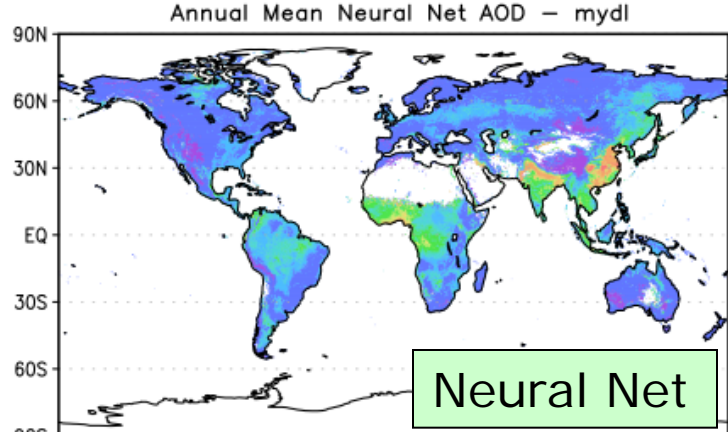 Annual Mean Neural Net AOD – mydl
90N
60N
30N
EQ
30S
60S
Neural Net